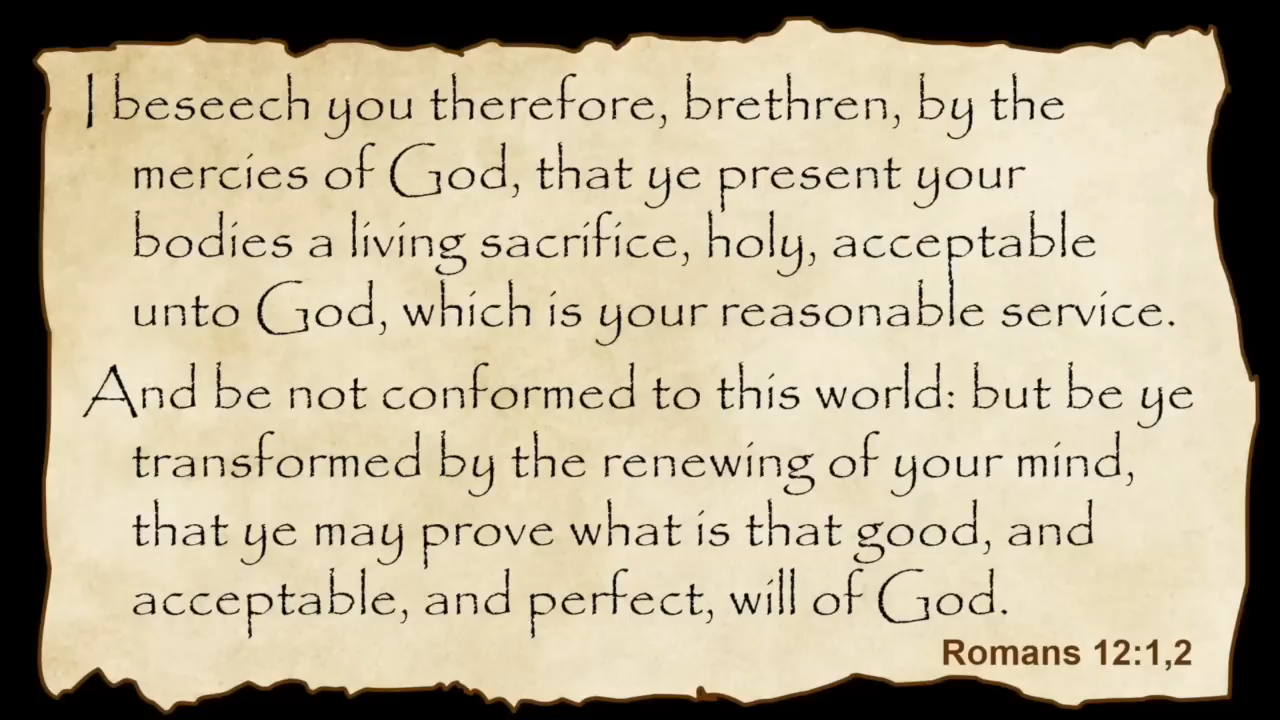 I beseech you therefore, brethren, by the
mercies of God, that ye present your
bodies a living sacrifice, holy, acceptable
unto God, which is your reasonable service.
And be not conformed to this world: but be ye
transformed by the renewing of your mind,
that ye may prove what is that good, and
acceptable, and perfect, will of God.
Romans 12:1,2